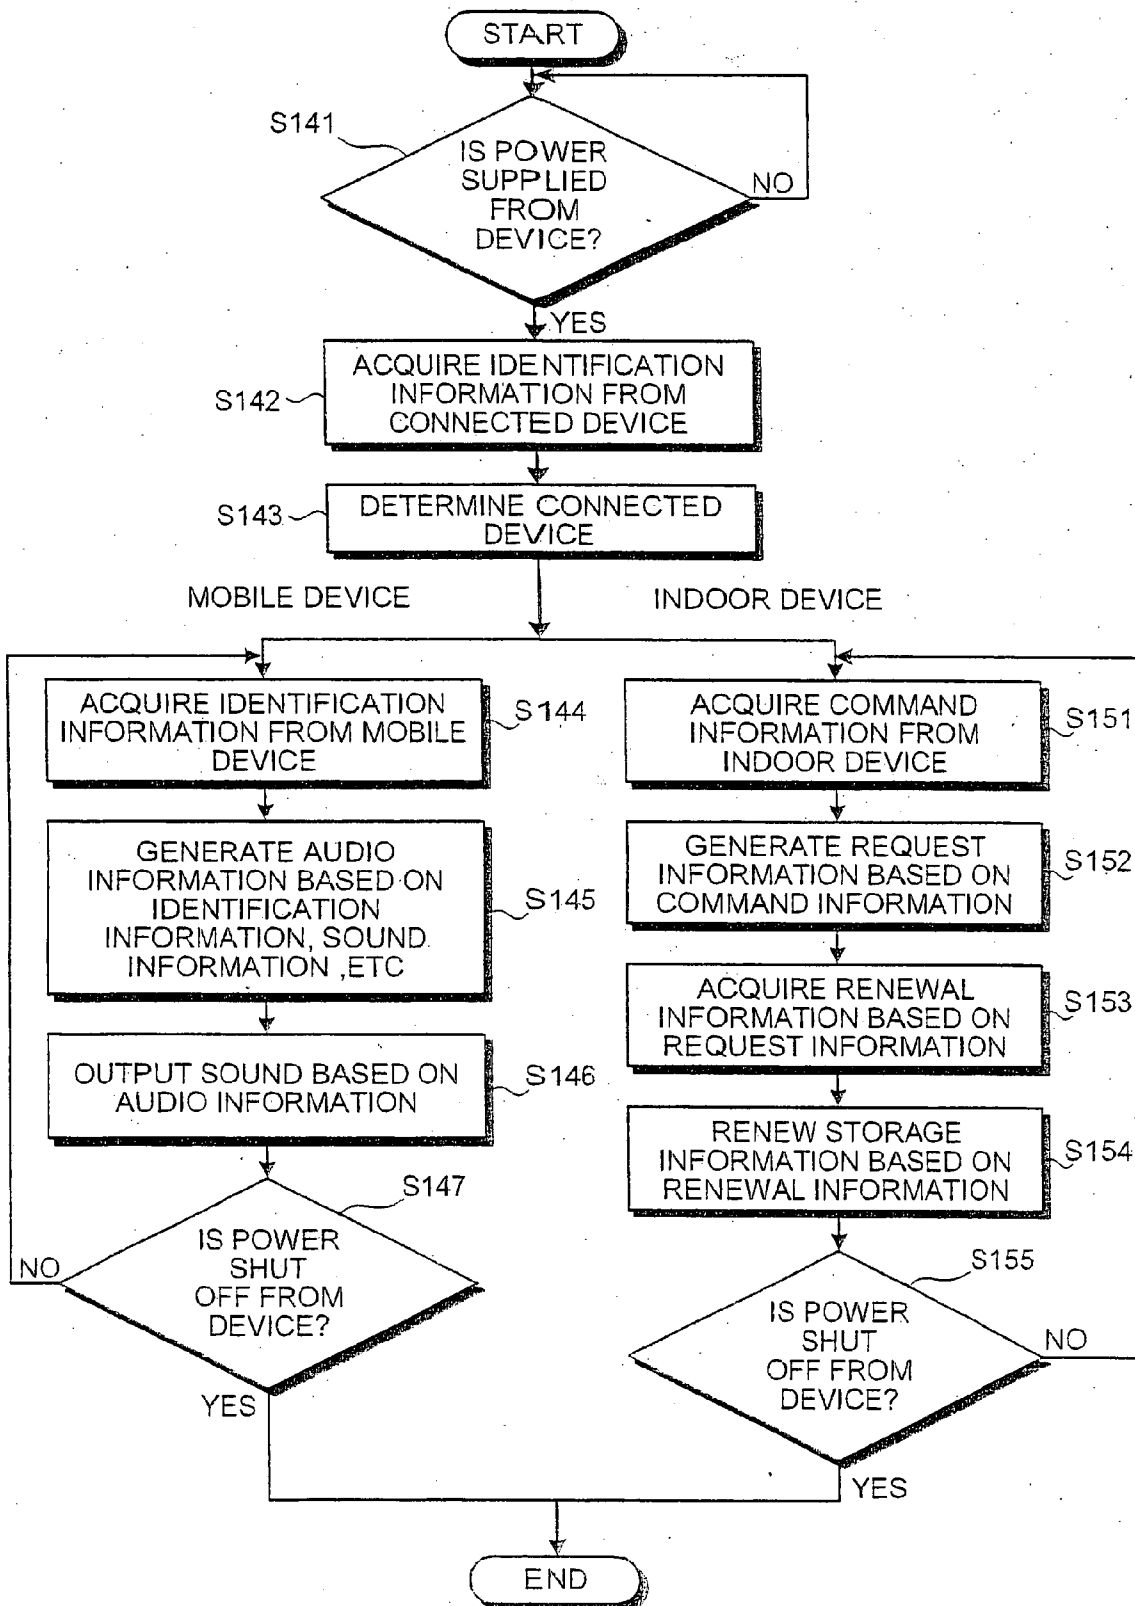 START
S141
IS POWER
SUPPLIED
FROM
DEVICE?
NO
YES
S142
ACQUIRE IDENTIFICATION
INFORMATION FROM
CONNECTED DEVICE
S143
DETERMINE CONNECTED
DEVICE
MOBILE DEVICE
INDOOR DEVICE
ACQUIRE IDENTIFICATION
INFORMATION FROM MOBILE
DEVICE
S144
GENERATE AUDIO
INFORMATION BASED ON
IDENTIFICATION
INFORMATION, SOUND
INFORMATION ,ETC
S145
OUTPUT SOUND BASED ON
AUDIO INFORMATION
S146
S147
IS POWER
SHUT
OFF FROM
DEVICE?
NO
YES
ACQUIRE COMMAND
INFORMATION FROM
INDOOR DEVICE
S151
GENERATE REQUEST
INFORMATION BASED ON
COMMAND INFORMATION
S152
ACQUIRE RENEWAL
INFORMATION BASED ON
REQUEST INFORMATION
S153
RENEW STORAGE
INFORMATION BASED ON
RENEWAL INFORMATION
S154
S155
IS POWER
SHUT
OFF FROM
DEVICE?
NO
YES
END